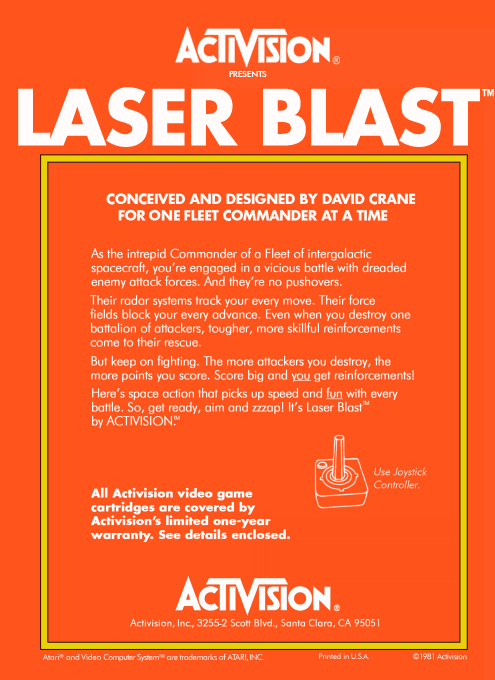 ACTIVISION®
PRESENTS
LASER BLAST™
CONCEIVED AND DESIGNED BY DAVID CRANE
FOR ONE FLEET COMMANDER AT A TIME
As the intrepid Commander of a Fleet of intergalactic
spacecraft, you're engaged in a vicious battle with dreaded
enemy attack forces. And they're no pushovers.
Their radar systems track your every move. Their force
fields block your every advance. Even when you destroy one
battalion of attackers, tougher, more skillful reinforcements
come to their rescue.
But keep on fighting. The more attackers you destroy, the
more points you score. Score big and you get reinforcements!
Here's space action that picks up speed and fun with every
battle. So, get ready, aim and zzzap! It's Laser Blast™
by ACTIVISION.™
Use Joystick
Controller.
All Activision video game
cartridges are covered by
Activision's limited one-year
warranty. See details enclosed.
ACTIVISION®
Activision, Inc., 3255-2 Scott Blvd., Santa Clara, CA 95051
Atari® and Video Computer System™ are trademarks of ATARI, INC.
Printed in U.S.A.
©1981 Activision